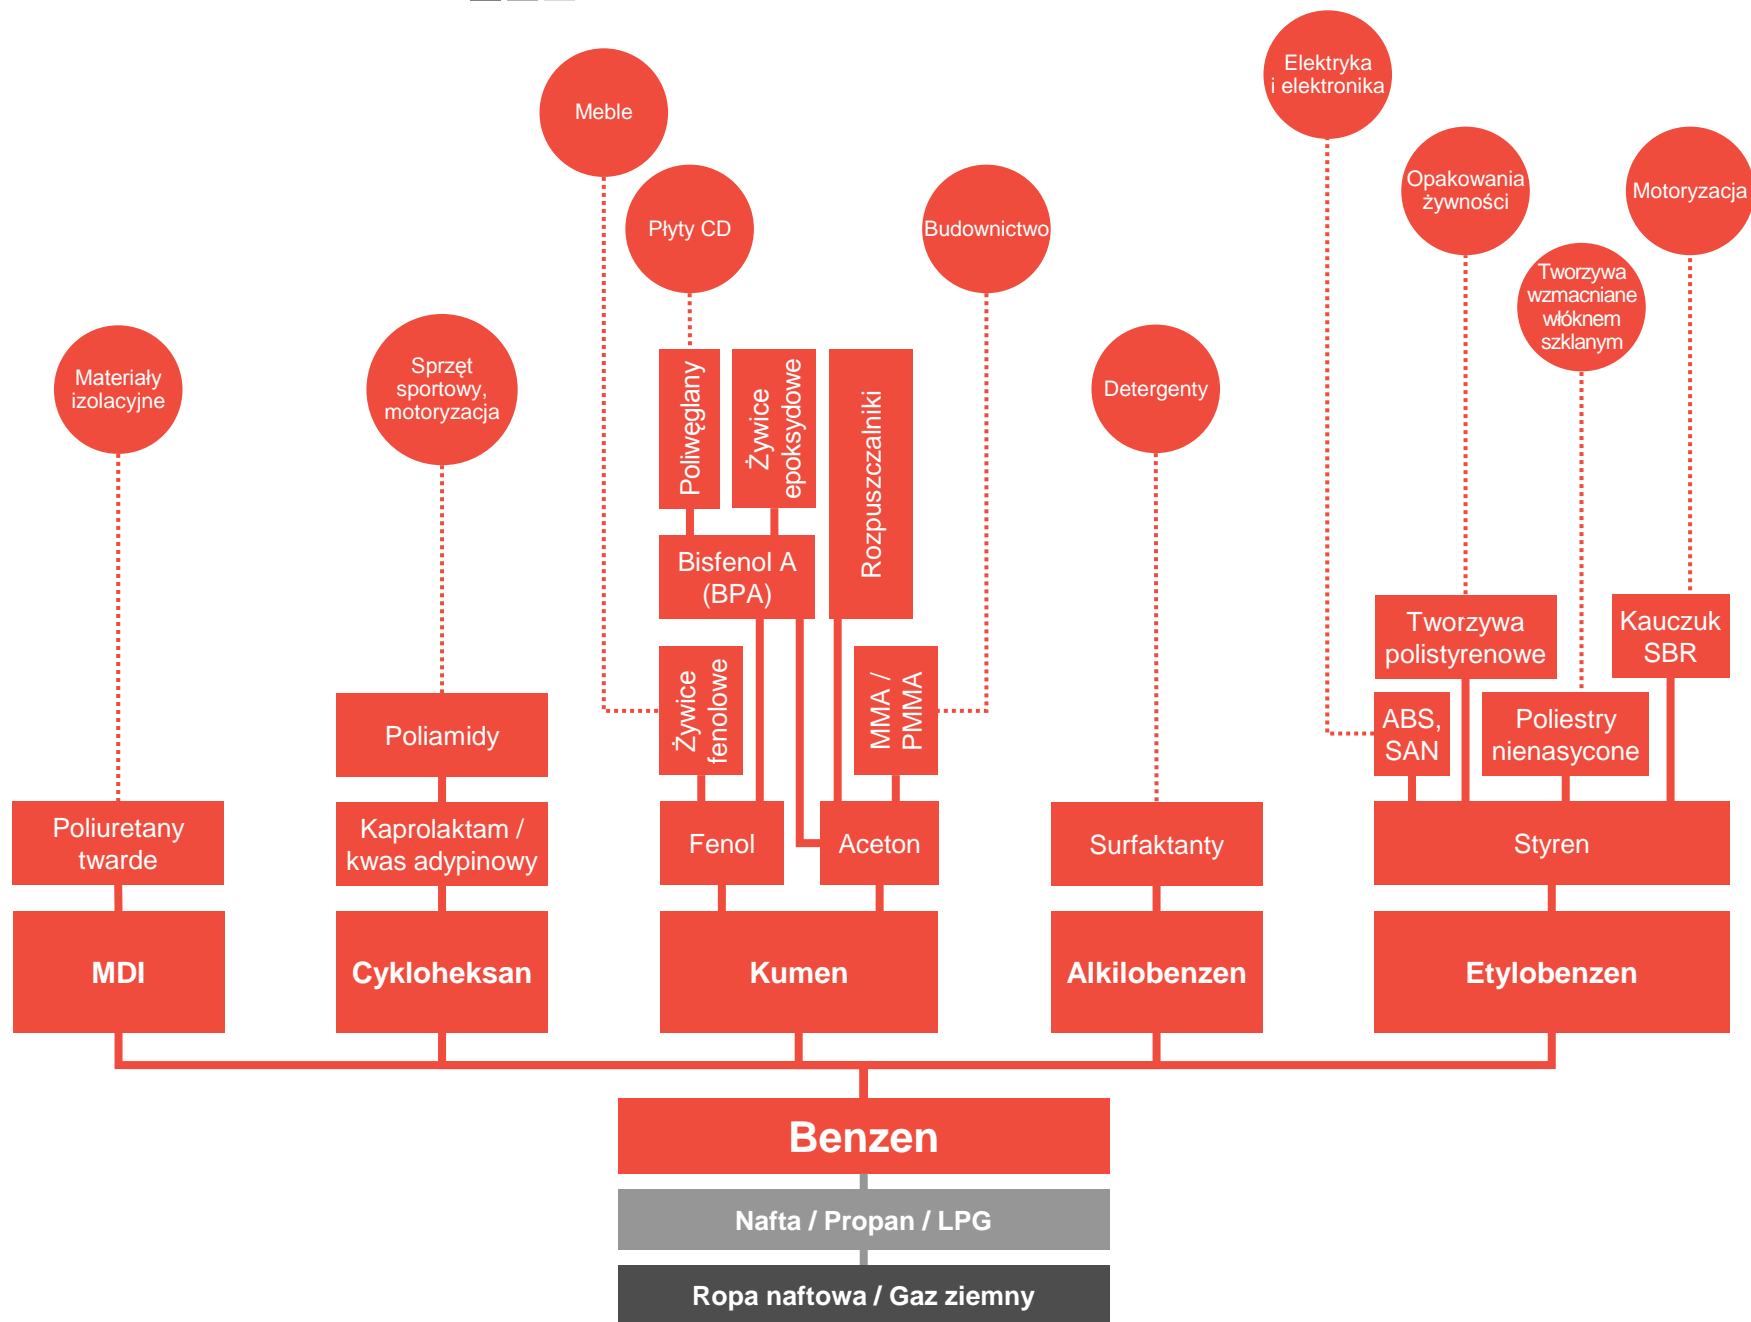 Elektryka
i elektronika
Meble
Opakowania
żywności
Motoryzacja
Płyty CD
Budownictwo
Tworzywa
wzmacniane
włóknem
szklanym
Materiały
izolacyjne
Sprzęt
sportowy,
motoryzacja
Detergenty
Poliwęglany
Żywice
epoksydowe
Rozpuszczalniki
Bisfenol A
(BPA)
Tworzywa
polistyrenowe
Kauczuk
SBR
Żywice
fenolowe
MMA /
PMMA
ABS,
SAN
Poliestry
nienasycone
Poliamidy
Poliuretany
twarde
Kaprolaktam /
kwas adypinowy
Fenol
Aceton
Surfaktanty
Styren
MDI
Cykloheksan
Kumen
Alkilobenzen
Etylobenzen
Benzen
Nafta / Propan / LPG
Ropa naftowa / Gaz ziemny